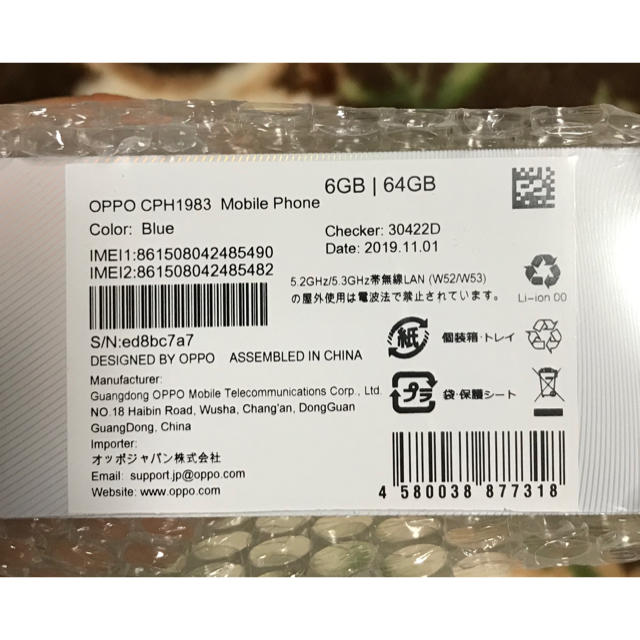 6GB | 64GB
OPPO CPH1983 Mobile Phone
Color: Blue
Checker: 30422D
Date: 2019.11.01
IMEI1:861508042485490
IMEI2:861508042485482
5.2GHz/5.3GHz帯無線LAN (W52/W53)
の屋外使用は電波法で禁止されています。
Li-ion 00
S/N:ed8bc7a7
紙
個装箱・トレイ
DESIGNED BY OPPO ASSEMBLED IN CHINA
Manufacturer:
Guangdong OPPO Mobile Telecommunications Corp., Ltd.
NO.18 Haibin Road, Wusha, Chang'an, DongGuan
GuangDong, China
プラ
袋・保護シート
Importer:
オッポジャパン株式会社
Email: support.jp@oppo.com
Website: www.oppo.com
4 580038 877318